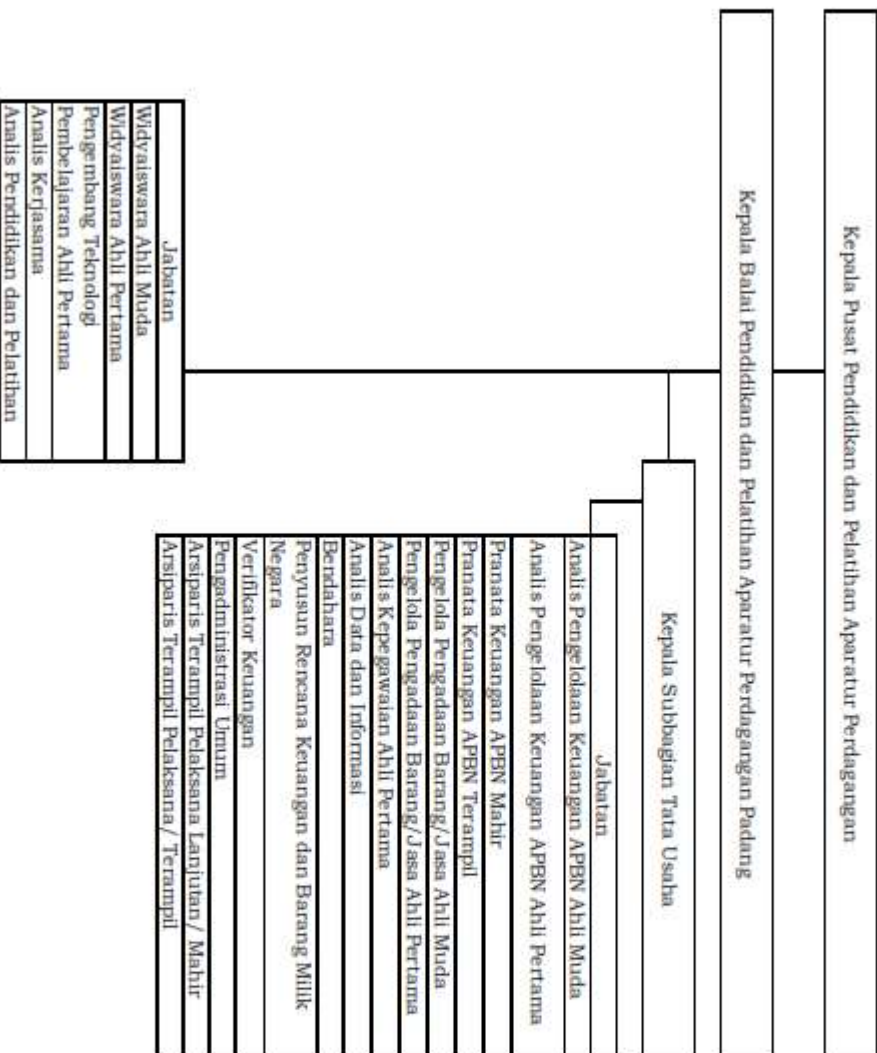 Kepala Pusat Pendidikan dan Pelatihan Aparatur Perdagangan
Kepala Balai Pendidikan dan Pelatihan Aparatur Perdagangan Padang
Kepala Subbagian Tata Usaha
Jabatan
Analis Pengelolaan Keuangan APBN Ahli Muda
Analis Pengelolaan Keuangan APBN Ahli Pertama
Pranata Keuangan APBN Mahir
Pranata Keuangan APBN Terampil
Pengelola Pengadaan Barang/Jasa Ahli Muda
Pengelola Pengadaan Barang/Jasa Ahli Pertama
Analis Kepegawaian Ahli Pertama
Analis Data dan Informasi
Bendahara
Penyusun Rencana Keuangan dan Barang Milik
Negara
Verifikator Keuangan
Pengadministrasi Umum
Arsiparis Terampil Pelaksana Lanjutan/ Mahir
Arsiparis Terampil Pelaksana/ Terampil
Jabatan
Widyaiswara Ahli Muda
Widyaiswara Ahli Pertama
Pengembang Teknologi
Pembelajaran Ahli Pertama
Analis Kerjasama
Analis Pendidikan dan Pelatihan